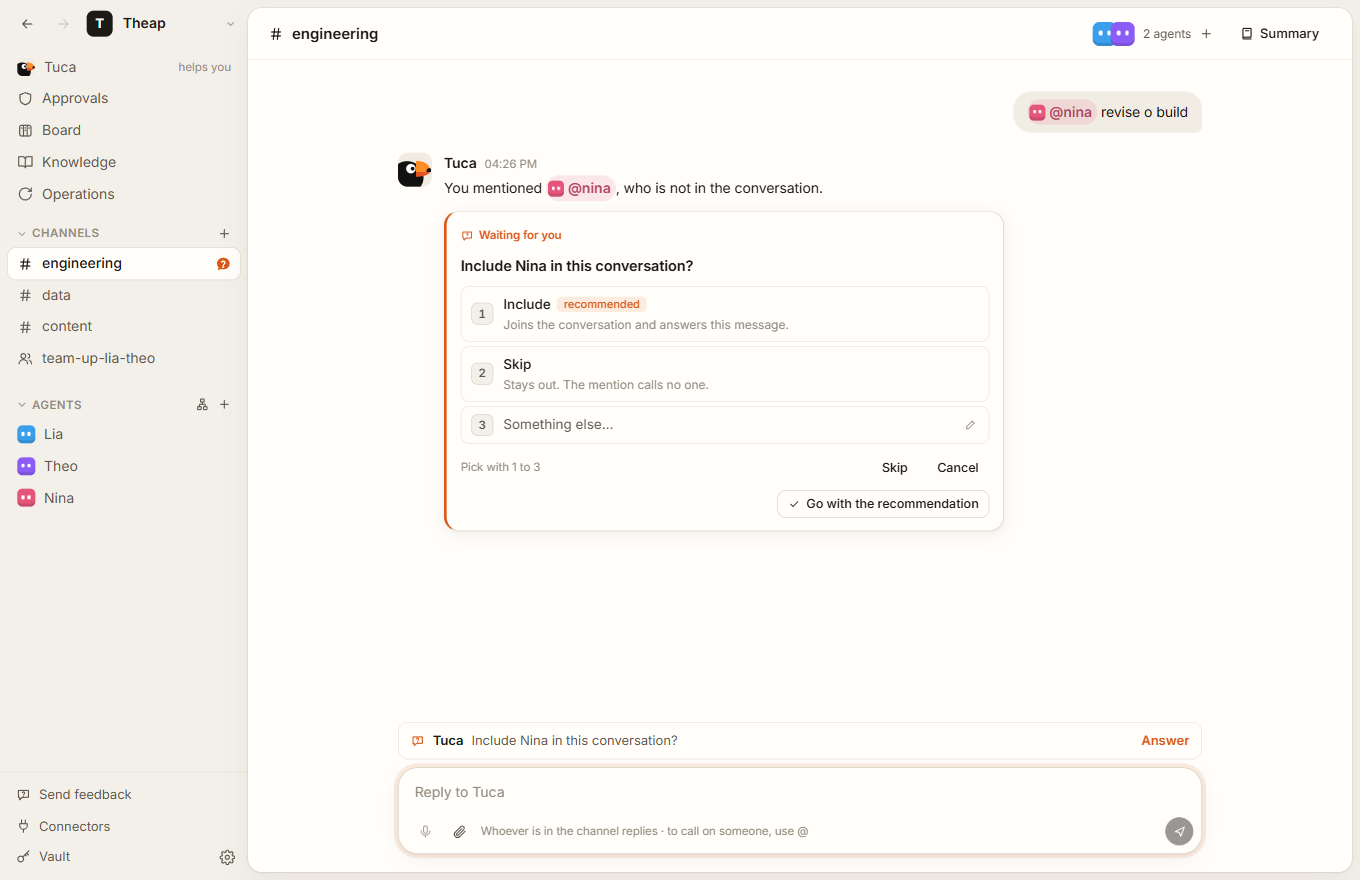 T Theap
Tuca helps you
Approvals
Board
Knowledge
Operations
CHANNELS
# engineering ?
# data
# content
team-up-lia-theo
AGENTS
Lia
Theo
Nina
Send feedback
Connectors
Vault
# engineering
2 agents
Summary
@nina revise o build
Tuca 04:26 PM
You mentioned @nina , who is not in the conversation.
Waiting for you
Include Nina in this conversation?
1 Include recommended
Joins the conversation and answers this message.
2 Skip
Stays out. The mention calls no one.
3 Something else...
Pick with 1 to 3 Skip Cancel
Go with the recommendation
Tuca Include Nina in this conversation? Answer
Reply to Tuca
Whoever is in the channel replies · to call on someone, use @